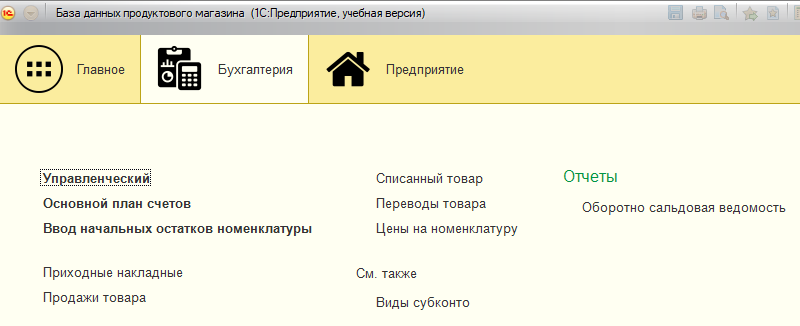 База данных продуктового магазина (1С:Предприятие, учебная версия)
Главное
Бухгалтерия
Предприятие
Управленческий
Основной план счетов
Ввод начальных остатков номенклатуры
Приходные накладные
Продажи товара
Списанный товар
Переводы товара
Цены на номенклатуру
См. также
Виды субконто
Отчеты
Оборотно сальдовая ведомость